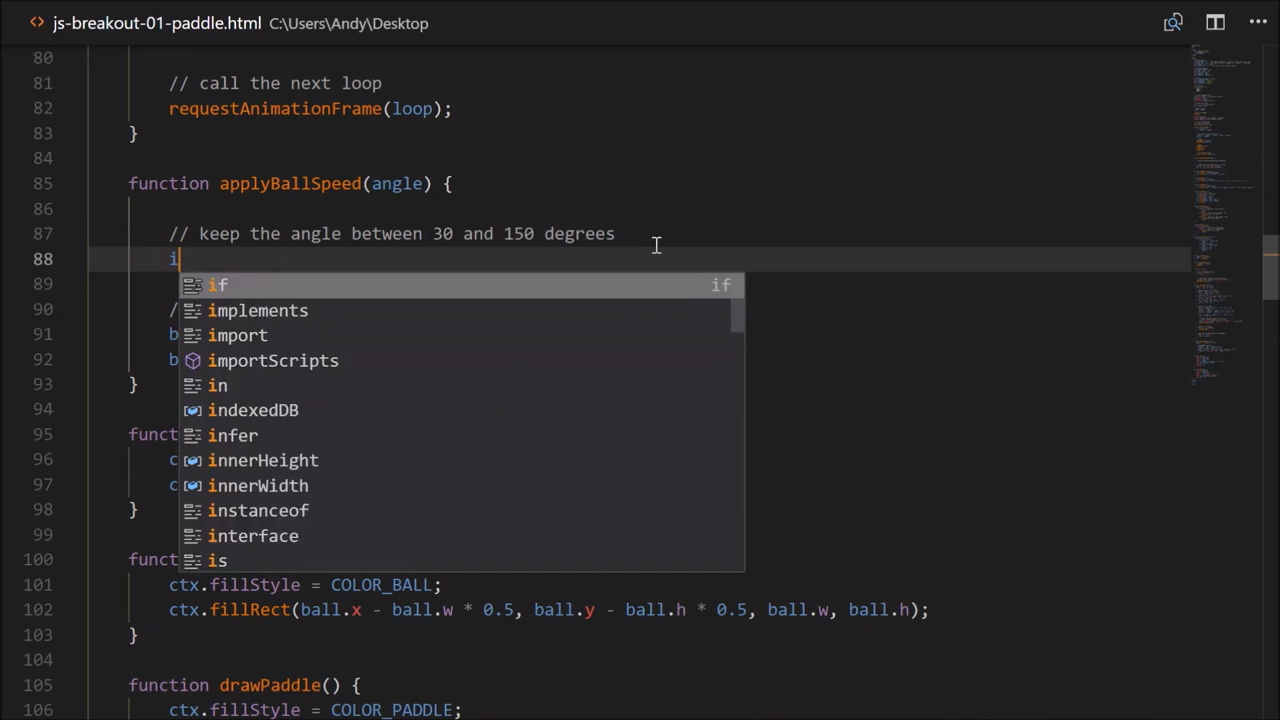 js-breakout-01-paddle.html C:\Users\Andy\Desktop
80
81 // call the next loop
82 requestAnimationFrame(loop);
83 }
84
85 function applyBallSpeed(angle) {
86
87 // keep the angle between 30 and 150 degrees
88 i
89 if if
90 / implements
91 b import
92 b importScripts
93 } in
94 indexedDB
95 funct infer
96 c innerHeight
97 c innerWidth
98 } instanceof
99 interface
100 funct is
101 ctx.fillStyle = COLOR_BALL;
102 ctx.fillRect(ball.x - ball.w * 0.5, ball.y - ball.h * 0.5, ball.w, ball.h);
103 }
104
105 function drawPaddle() {
106 ctx.fillStyle = COLOR_PADDLE;